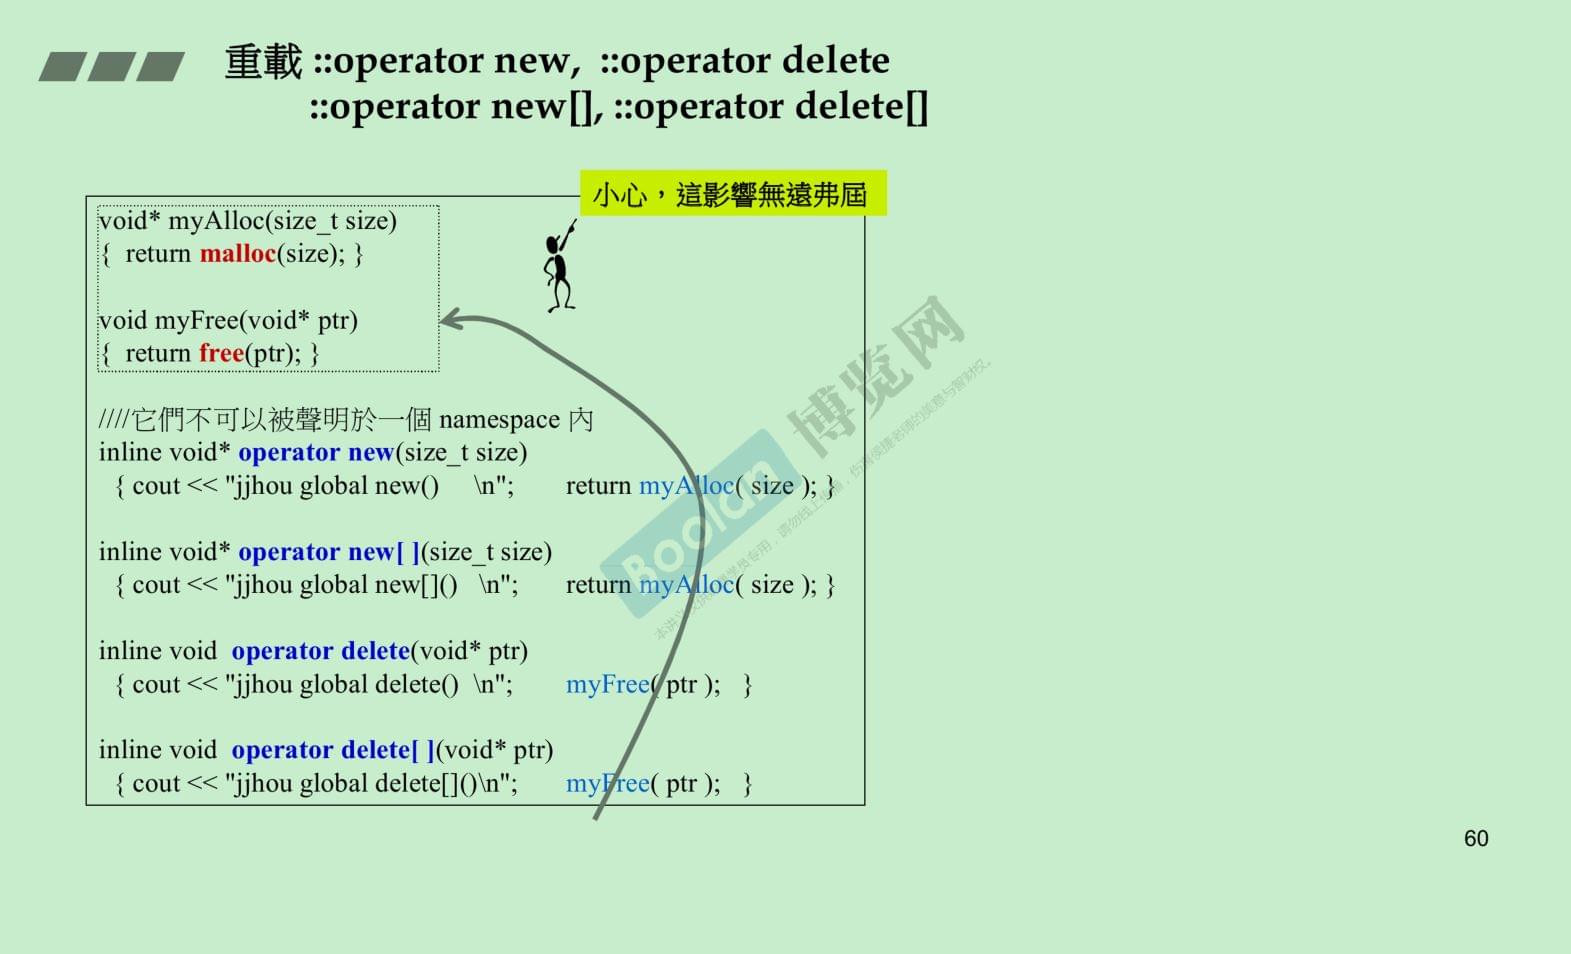 重載 ::operator new, ::operator delete
::operator new[], ::operator delete[]
小心，這影響無遠弗屆
void* myAlloc(size_t size)
{ return malloc(size); }
void myFree(void* ptr)
{ return free(ptr); }
////它們不可以被聲明於一個 namespace 內
inline void* operator new(size_t size)
{ cout << "jjhou global new() \n"; return myAlloc( size ); }
inline void* operator new[ ](size_t size)
{ cout << "jjhou global new[]() \n"; return myAlloc( size ); }
inline void operator delete(void* ptr)
{ cout << "jjhou global delete() \n"; myFree( ptr ); }
inline void operator delete[ ](void* ptr)
{ cout << "jjhou global delete[]()\n"; myFree( ptr ); }
Boolan 博览网
60